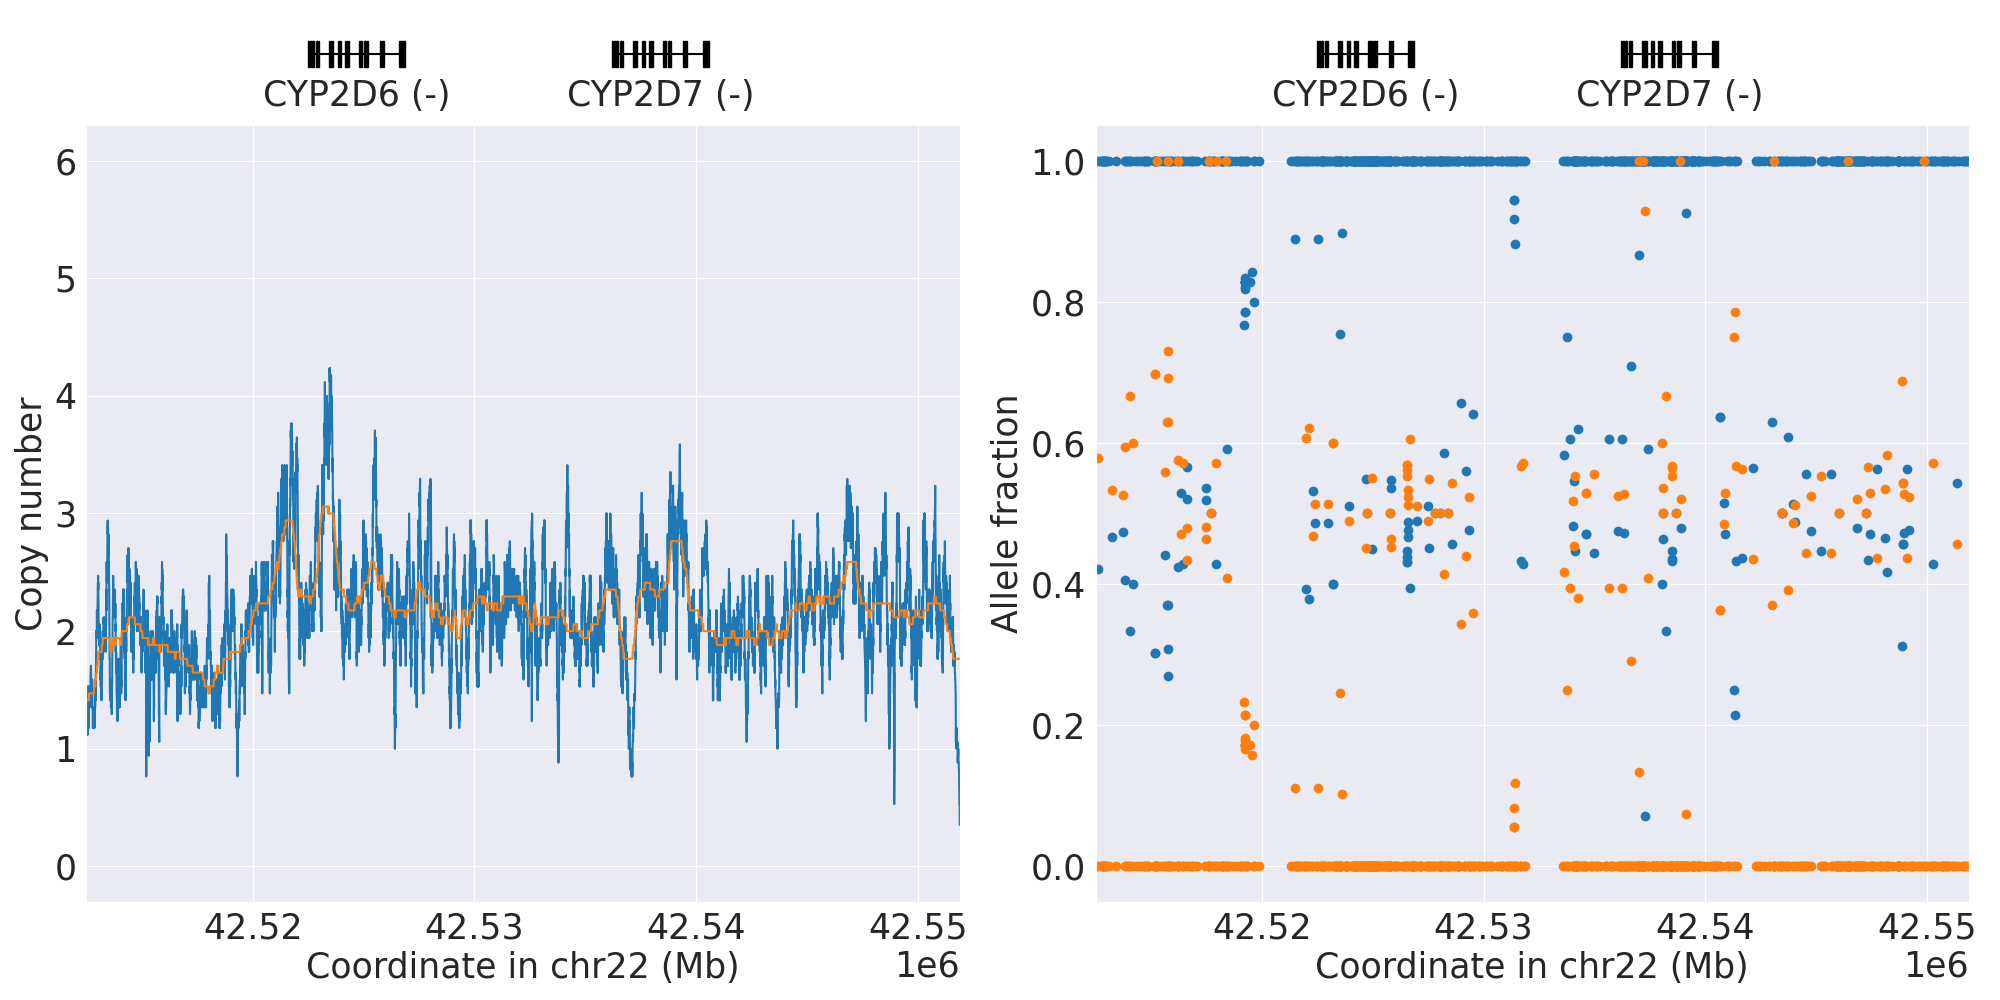 CYP2D6 (-) CYP2D7 (-)
6
5
4
3
2
1
0
Copy number
42.52 42.53 42.54 42.55
Coordinate in chr22 (Mb) 1e6
CYP2D6 (-) CYP2D7 (-)
1.0
0.8
0.6
0.4
0.2
0.0
Allele fraction
42.52 42.53 42.54 42.55
Coordinate in chr22 (Mb) 1e6